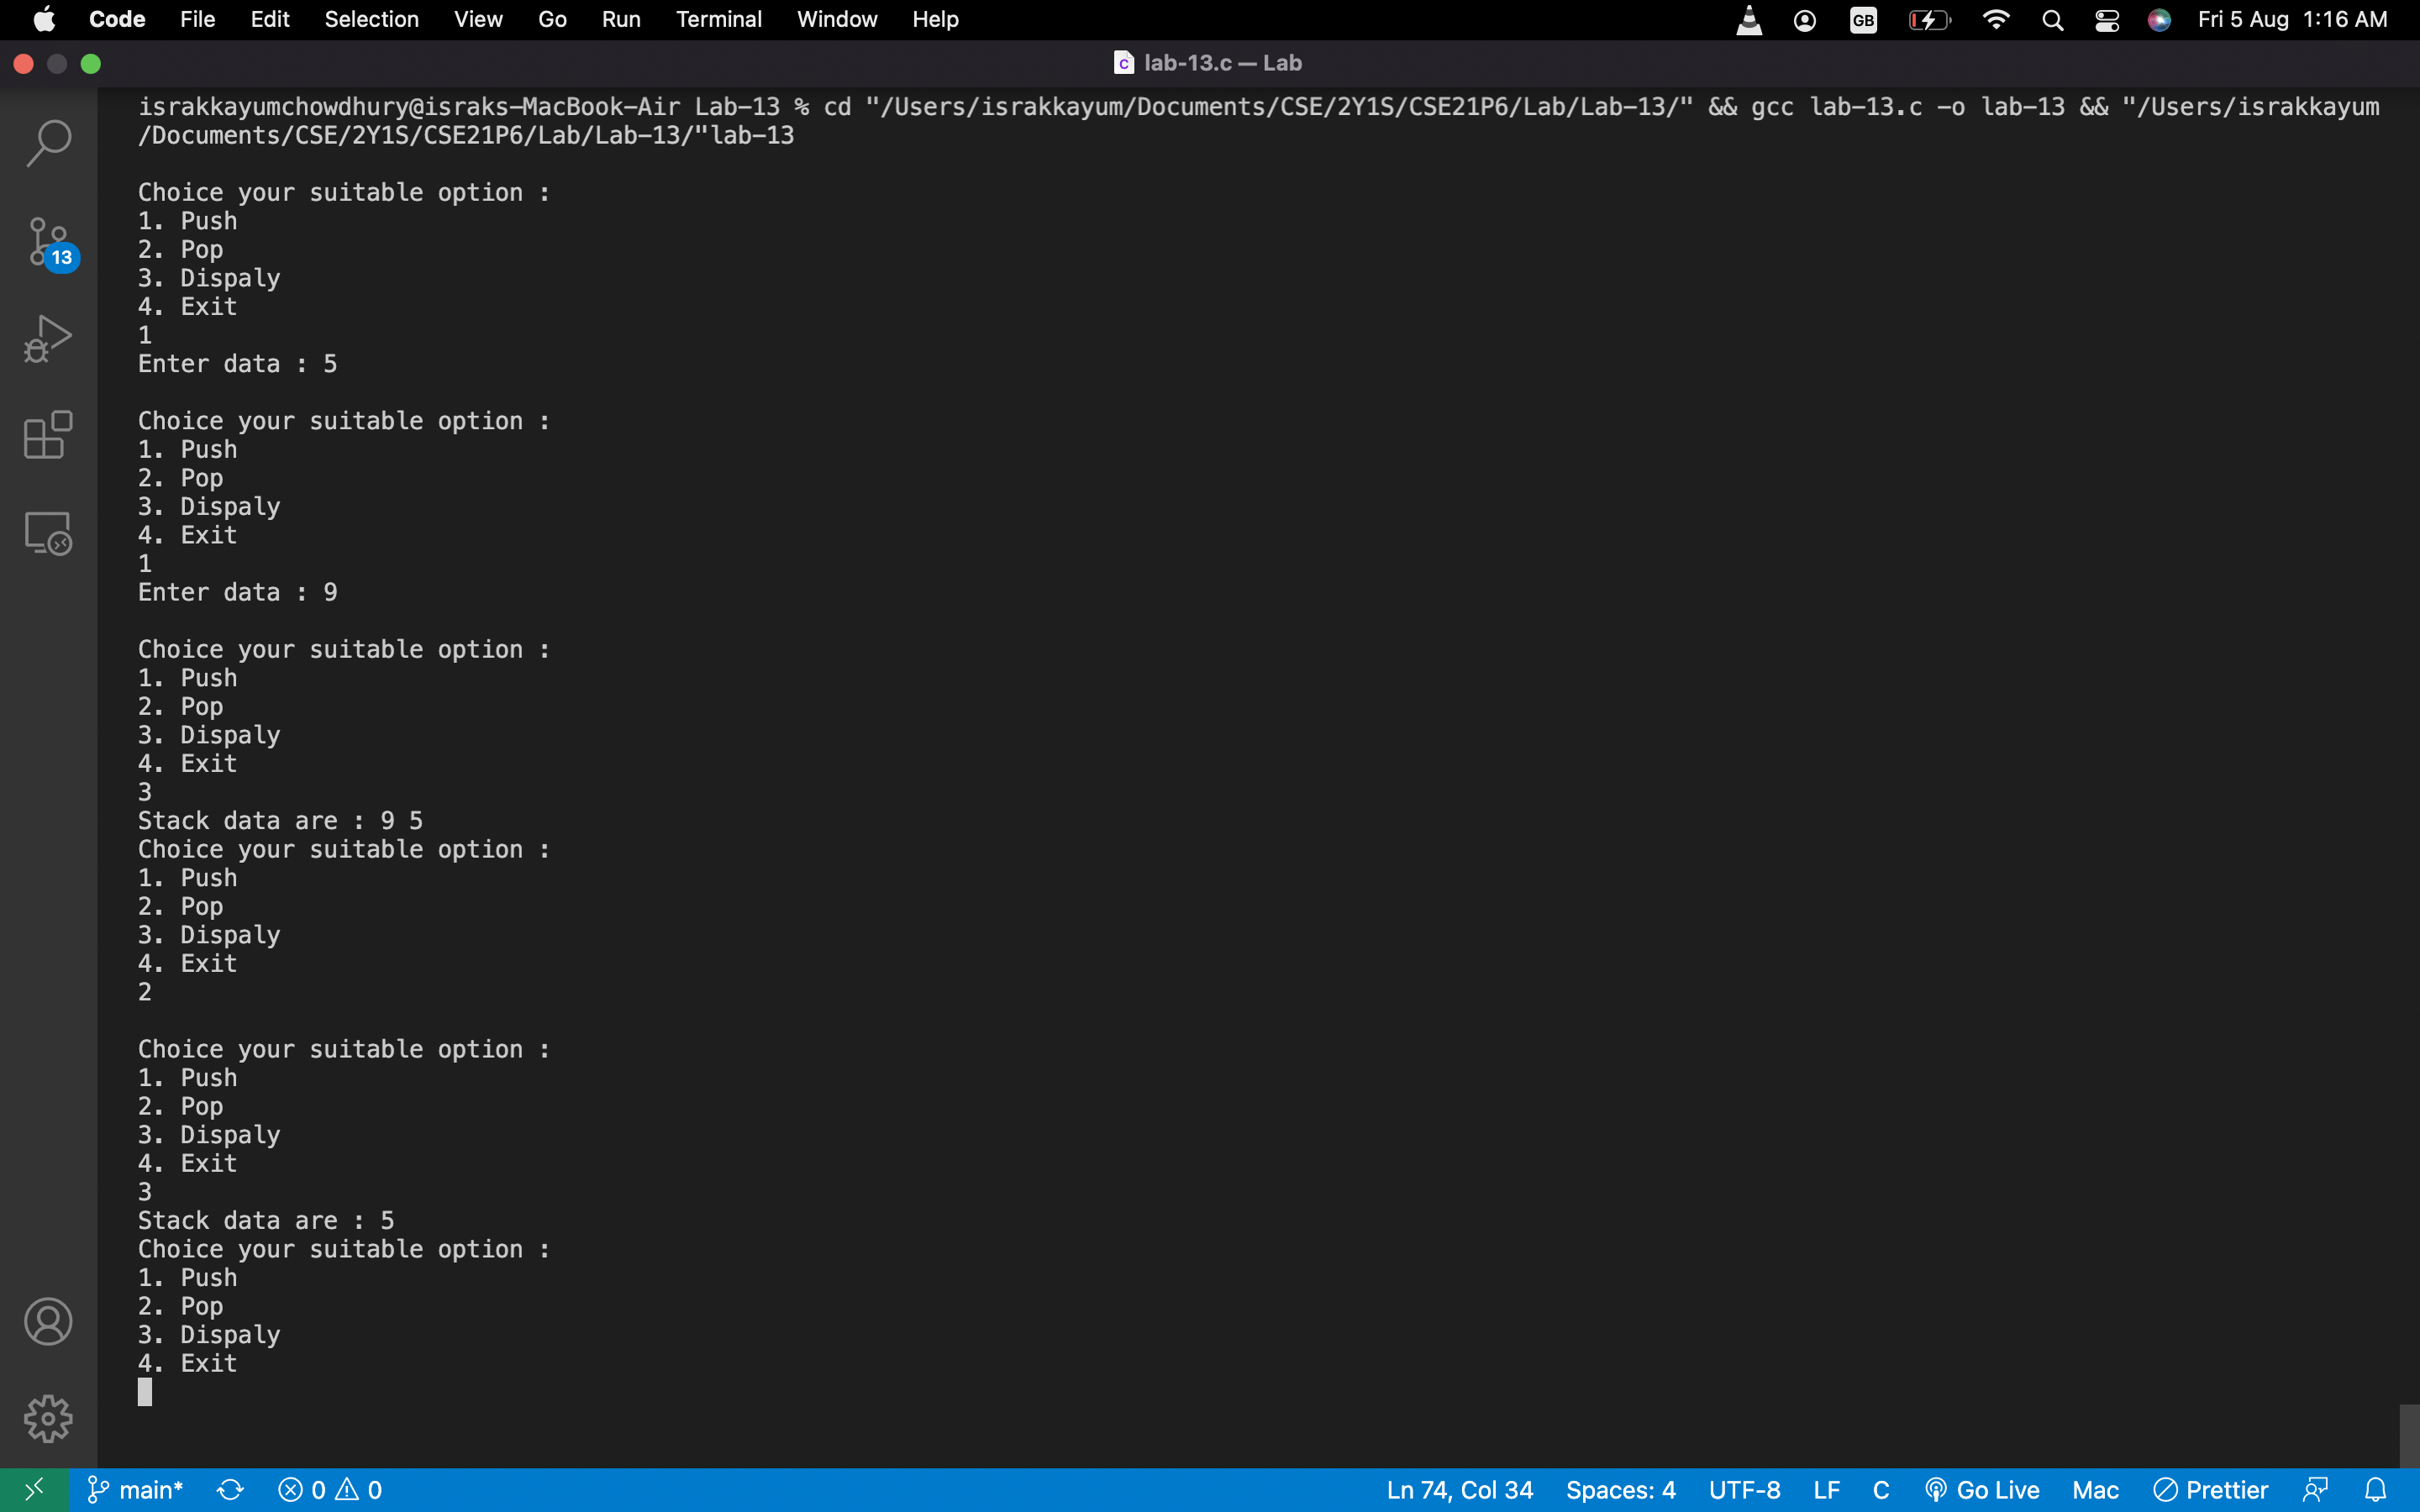 Code File Edit Selection View Go Run Terminal Window Help GB Fri 5 Aug 1:16 AM
C lab-13.c — Lab
israkkayumchowdhury@israks-MacBook-Air Lab-13 % cd "/Users/israkkayum/Documents/CSE/2Y1S/CSE21P6/Lab/Lab-13/" && gcc lab-13.c -o lab-13 && "/Users/israkkayum
/Documents/CSE/2Y1S/CSE21P6/Lab/Lab-13/"lab-13
Choice your suitable option :
1. Push
2. Pop
3. Dispaly
4. Exit
1
Enter data : 5
Choice your suitable option :
1. Push
2. Pop
3. Dispaly
4. Exit
1
Enter data : 9
Choice your suitable option :
1. Push
2. Pop
3. Dispaly
4. Exit
3
Stack data are : 9 5
Choice your suitable option :
1. Push
2. Pop
3. Dispaly
4. Exit
2
Choice your suitable option :
1. Push
2. Pop
3. Dispaly
4. Exit
3
Stack data are : 5
Choice your suitable option :
1. Push
2. Pop
3. Dispaly
4. Exit
13
main* 0 0 Ln 74, Col 34 Spaces: 4 UTF-8 LF C Go Live Mac Prettier